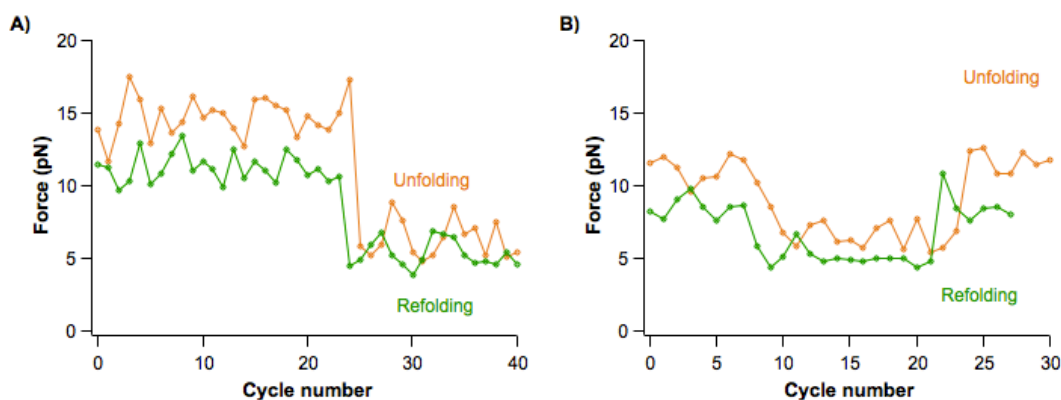 A)
20
15
10
5
0
Force (pN)
Unfolding
Refolding
0 10 20 30 40
Cycle number
B)
20
15
10
5
0
Force (pN)
Unfolding
Refolding
0 5 10 15 20 25 30
Cycle number